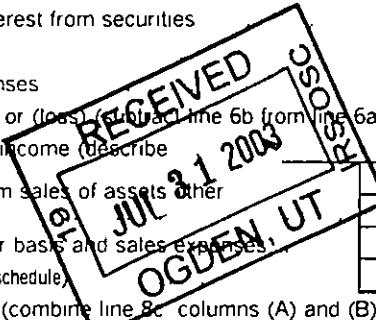 erest from securities
nses
or (loss) (subtract line 6b from line 6a
income (describe
m sales of assets other
r basis and sales expenses
schedule)
(combine line 8c columns (A) and (B)
RECEIVED
JUL 31 2003
OGDEN, UT
IRS-OSC